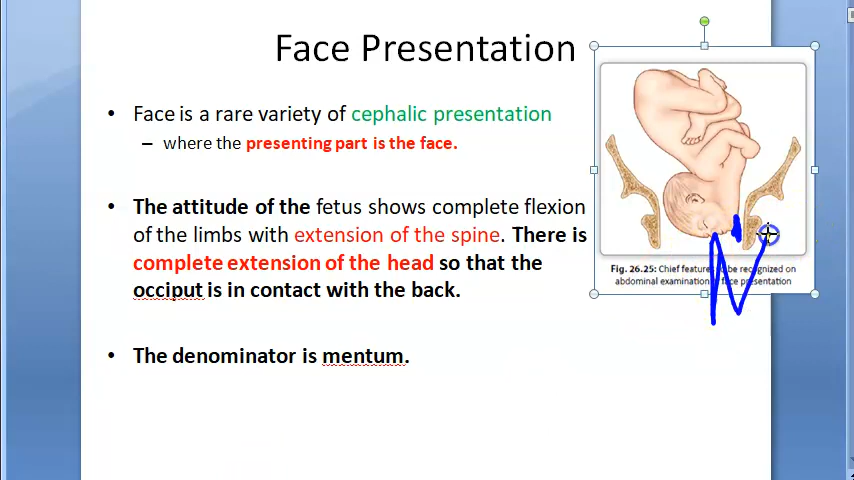 Face Presentation
• Face is a rare variety of cephalic presentation
– where the presenting part is the face.
• The attitude of the fetus shows complete flexion
of the limbs with extension of the spine. There is
complete extension of the head so that the
occiput is in contact with the back.
Fig. 26.25: Chief features be recognized on
abdominal examination face presentation
• The denominator is mentum.